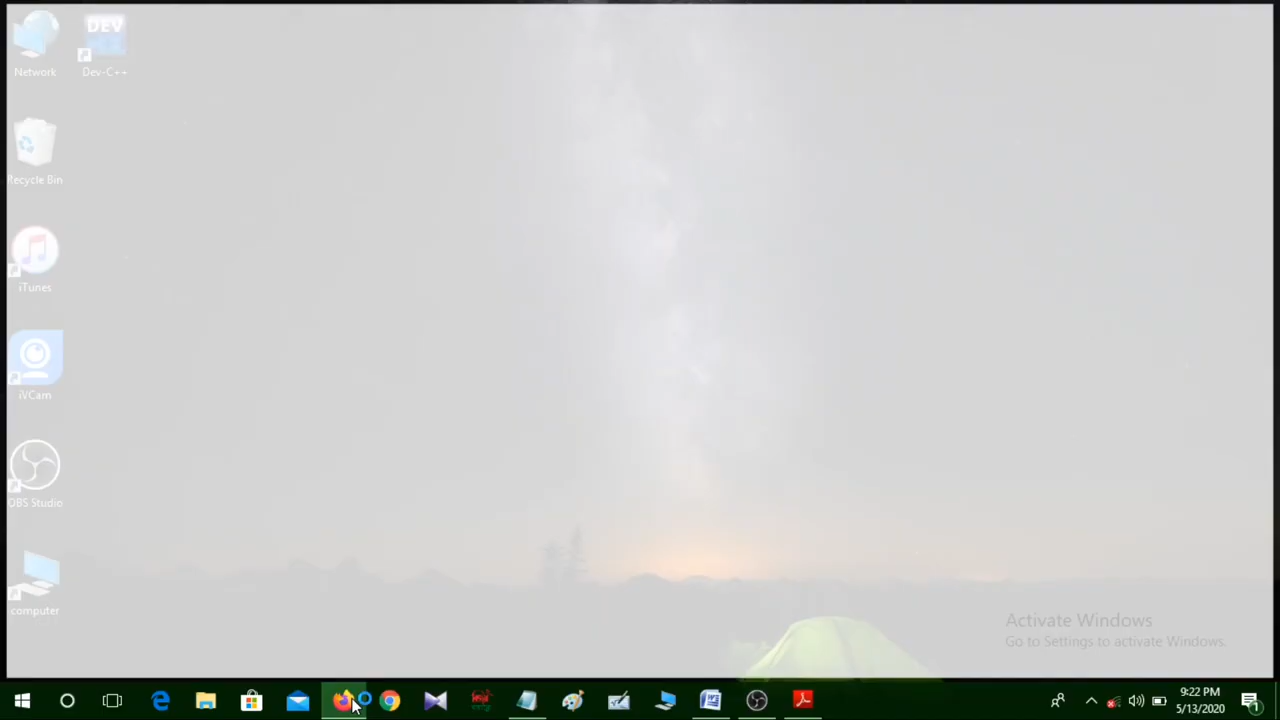 Network
DEV
Dev-C++
Recycle Bin
iTunes
iVCam
OBS Studio
computer
Activate Windows
Go to Settings to activate Windows.
9:22 PM
5/13/2020